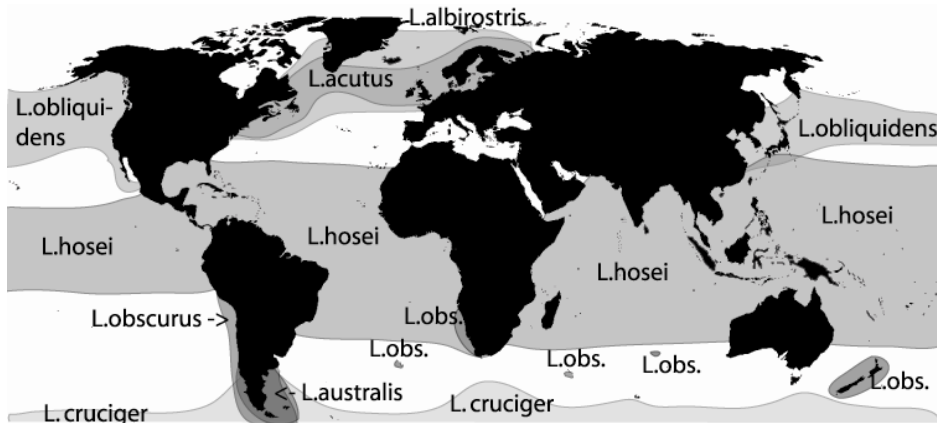 L.albirostris
L.acutus
L.obliqui-
dens
L.obliquidens
L.hosei
L.hosei
L.hosei
L.hosei
L.obscurus ->
L.obs.
L.obs.
L.obs.
L.obs.
L.obs.
<- L.australis
L. cruciger
L. cruciger